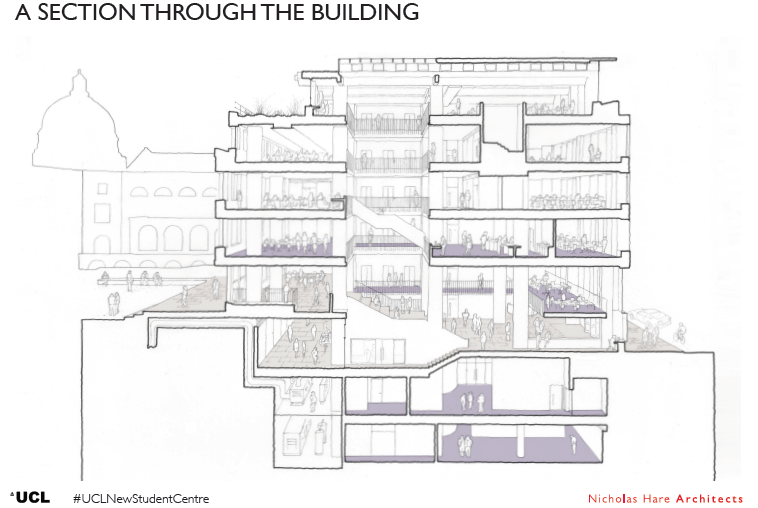 A SECTION THROUGH THE BUILDING
UCL #UCLNewStudentCentre Nicholas Hare Architects